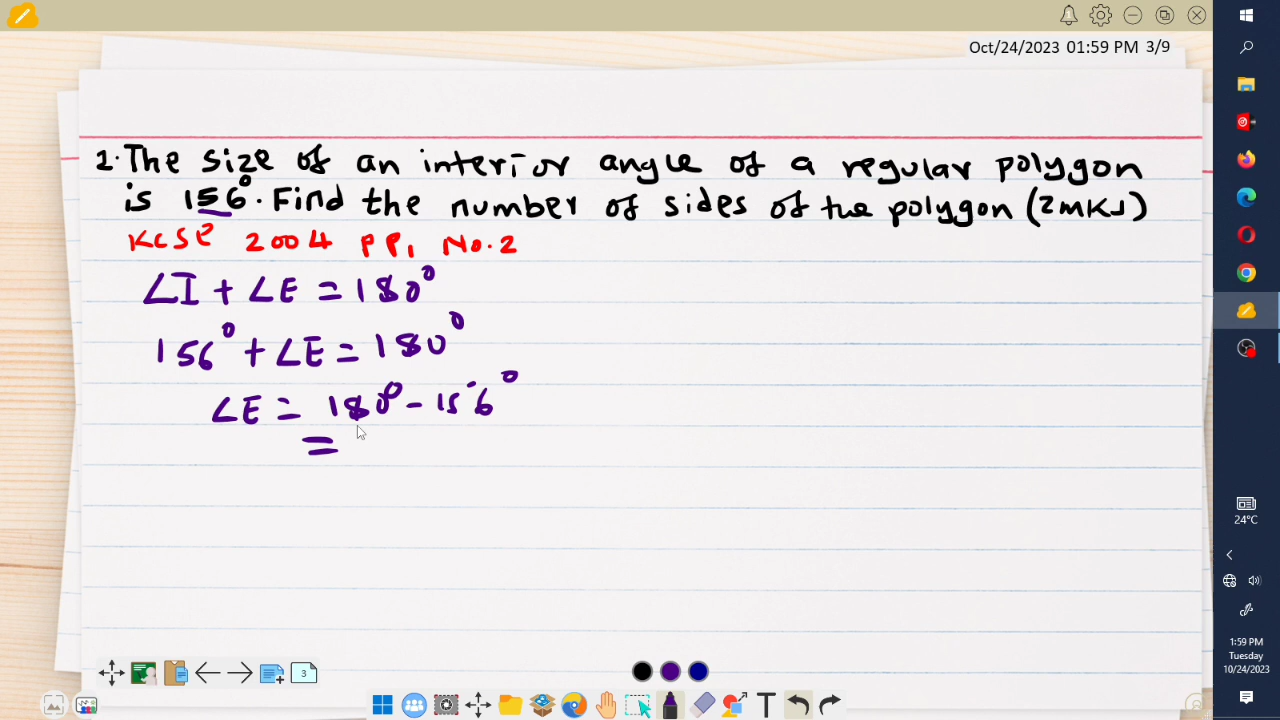 Oct/24/2023 01:59 PM 3/9
1. The size of an interior angle of a regular polygon
is 156°. Find the number of sides of the polygon (2mks)
KCSE 2004 PP1 No.2
∠I + ∠E = 180°
156° + ∠E = 180°
∠E = 180° - 156°
=
24°C
1:59 PM
Tuesday
10/24/2023
3
T